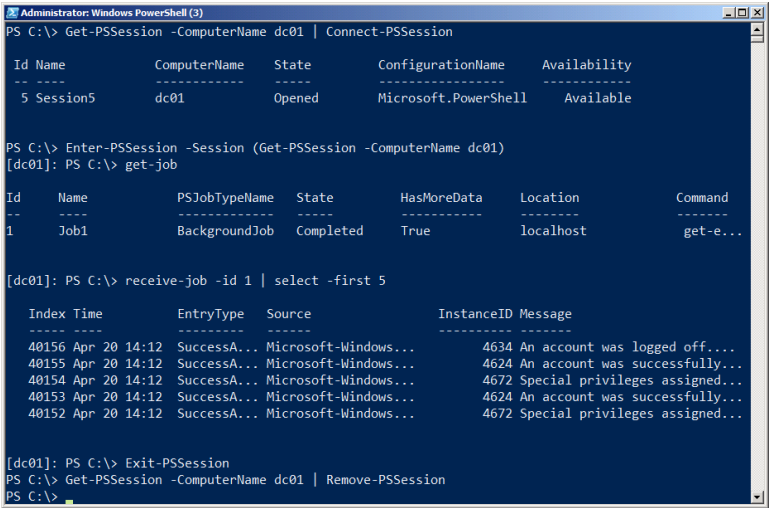 Administrator: Windows PowerShell (3)
PS C:\> Get-PSSession -ComputerName dc01 | Connect-PSSession
Id Name ComputerName State ConfigurationName Availability
-- ---- ------------ ----- ----------------- ------------
5 Session5 dc01 Opened Microsoft.PowerShell Available
PS C:\> Enter-PSSession -Session (Get-PSSession -ComputerName dc01)
[dc01]: PS C:\> get-job
Id Name PSJobTypeName State HasMoreData Location Command
-- ---- ------------- ----- ----------- -------- -------
1 Job1 BackgroundJob Completed True localhost get-e...
[dc01]: PS C:\> receive-job -id 1 | select -first 5
Index Time EntryType Source InstanceID Message
----- ---- --------- ------ ---------- -------
40156 Apr 20 14:12 SuccessA... Microsoft-Windows... 4634 An account was logged off....
40155 Apr 20 14:12 SuccessA... Microsoft-Windows... 4624 An account was successfully...
40154 Apr 20 14:12 SuccessA... Microsoft-Windows... 4672 Special privileges assigned...
40153 Apr 20 14:12 SuccessA... Microsoft-Windows... 4624 An account was successfully...
40152 Apr 20 14:12 SuccessA... Microsoft-Windows... 4672 Special privileges assigned...
[dc01]: PS C:\> Exit-PSSession
PS C:\> Get-PSSession -ComputerName dc01 | Remove-PSSession
PS C:\>